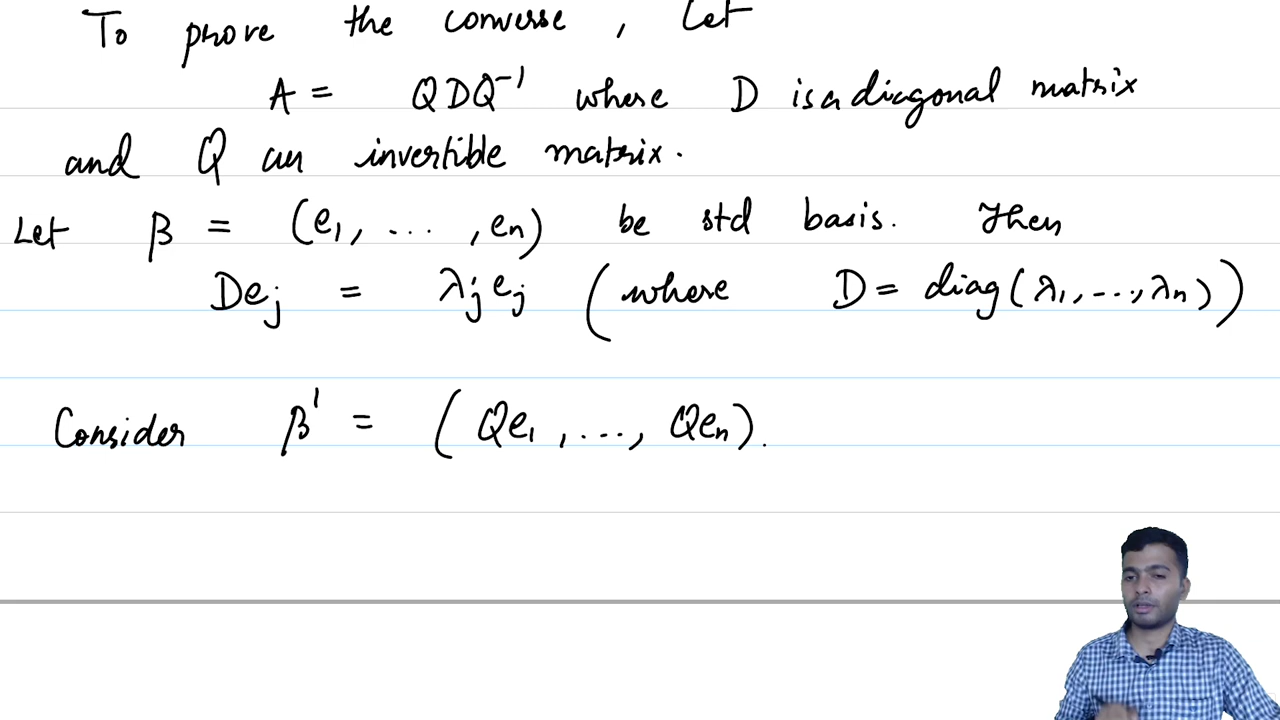 To prove the converse, Let
A = QDQ⁻¹ where D is a diagonal matrix
and Q an invertible matrix.
Let β = (e₁, ..., eₙ) be std basis. Then
Deⱼ = λⱼeⱼ (where D = diag(λ₁, ..., λₙ))
Consider β' = (Qe₁, ..., Qeₙ).